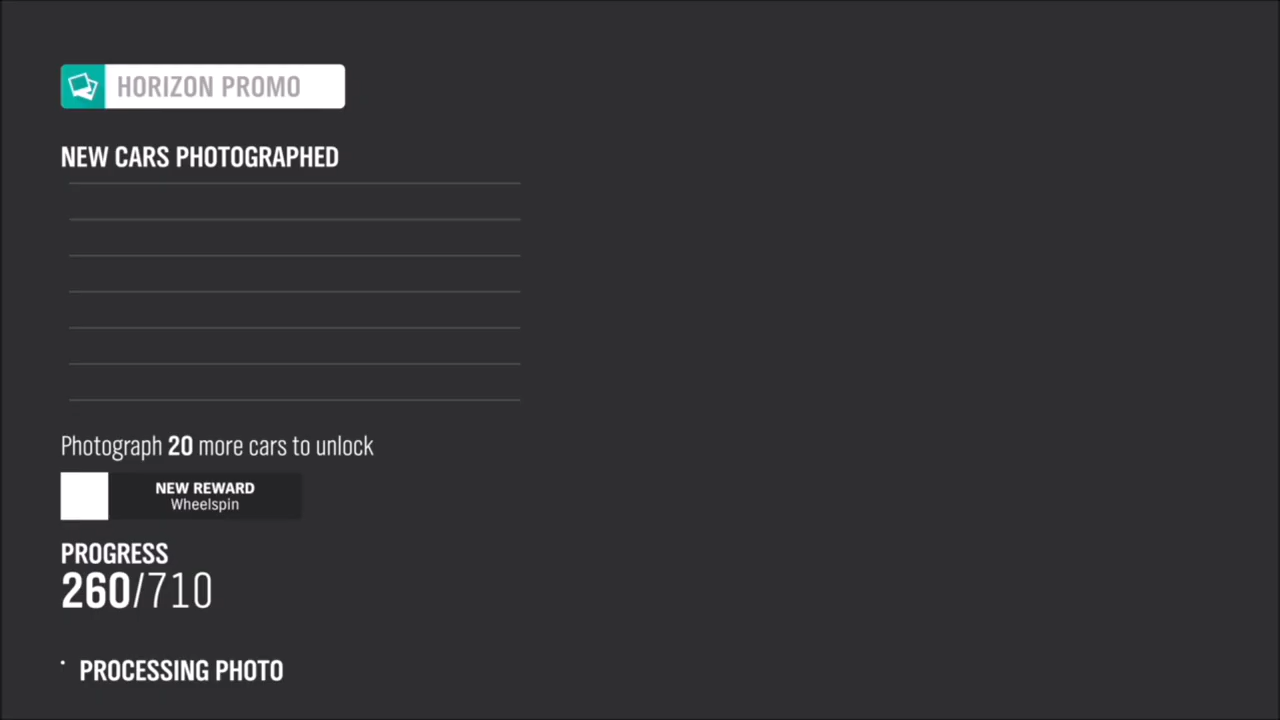 HORIZON PROMO
NEW CARS PHOTOGRAPHED
Photograph 20 more cars to unlock
NEW REWARD
Wheelspin
PROGRESS
260/710
PROCESSING PHOTO